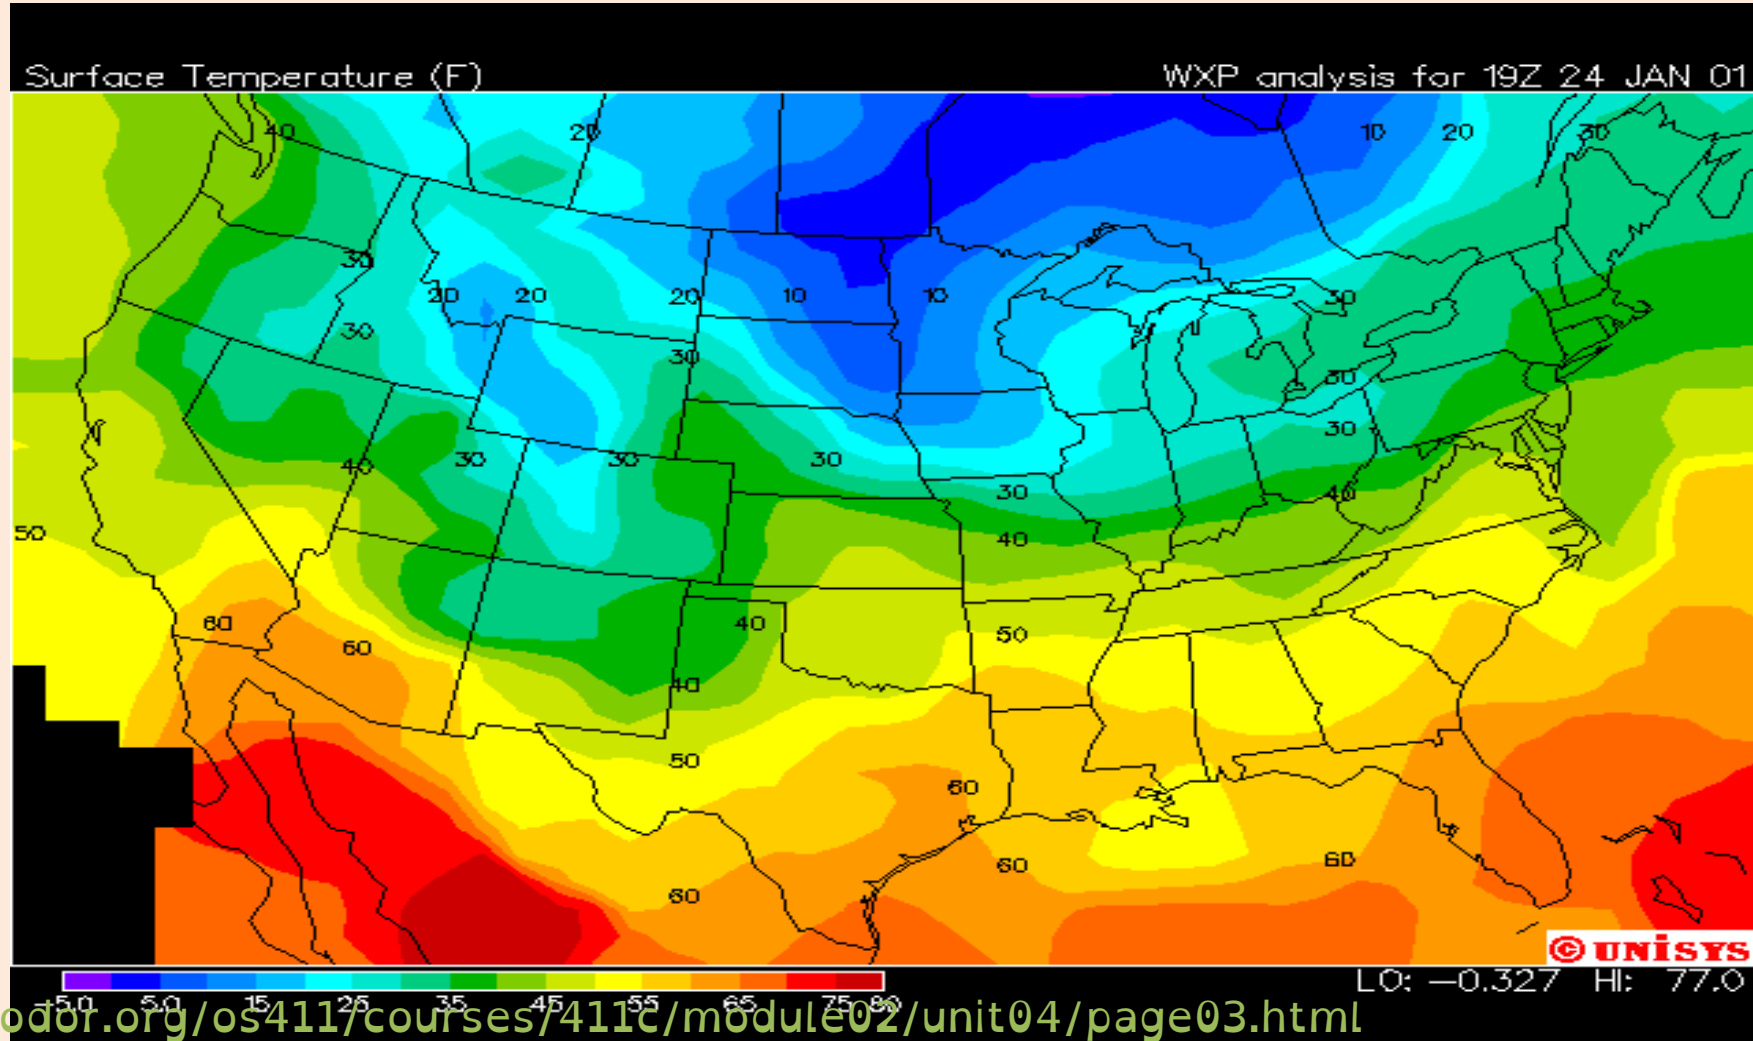 Surface Temperature (F)
WXP analysis for 19Z 24 JAN 01
40 20 10 20 30
30
20 20 20 10 10 30
30 30
30
30
40 30 30 30 30
30 40
50 40
60 40 50
60
40
50
60
60 60
60
© UNISYS
LO: −0.327 HI: 77.0
-5.0 5.0 15 25 35 45 55 65 75 80
odor.org/os411/courses/411c/module02/unit04/page03.html